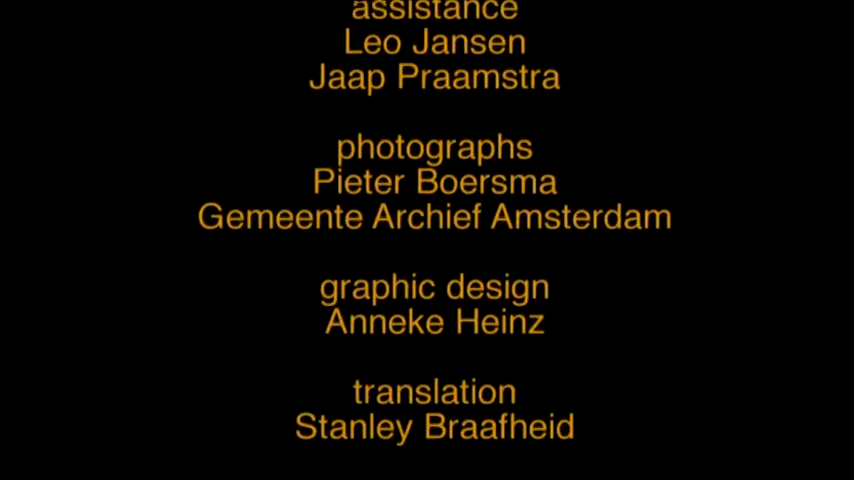 assistance
Leo Jansen
Jaap Praamstra
photographs
Pieter Boersma
Gemeente Archief Amsterdam
graphic design
Anneke Heinz
translation
Stanley Braafheid